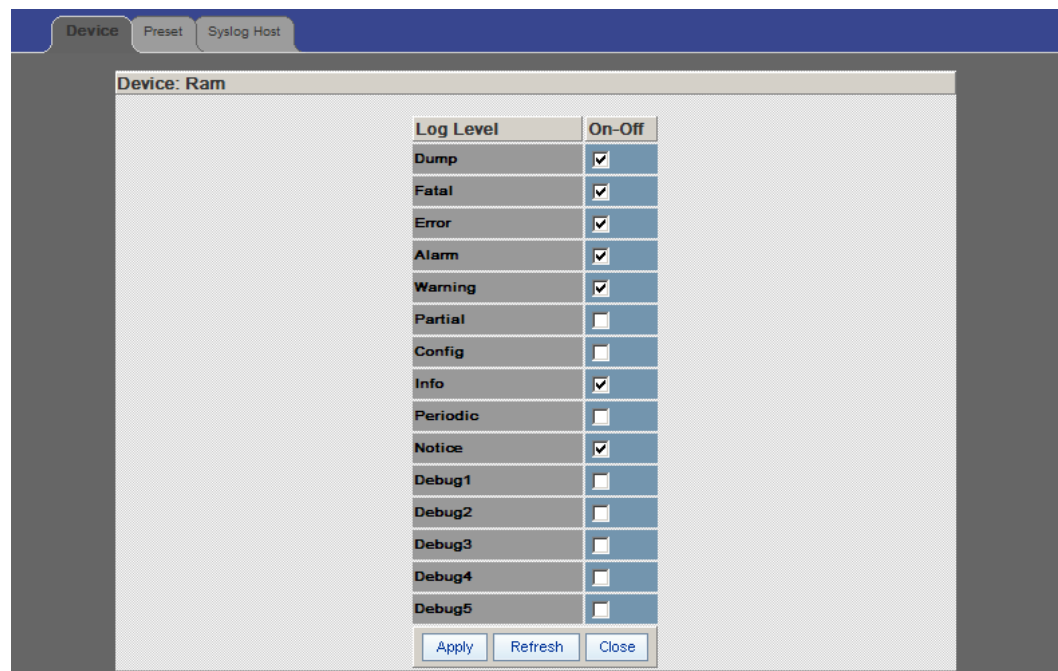 Device Preset Syslog Host
Device: Ram
Log Level On-Off
Dump
Fatal
Error
Alarm
Warning
Partial
Config
Info
Periodic
Notice
Debug1
Debug2
Debug3
Debug4
Debug5
Apply Refresh Close